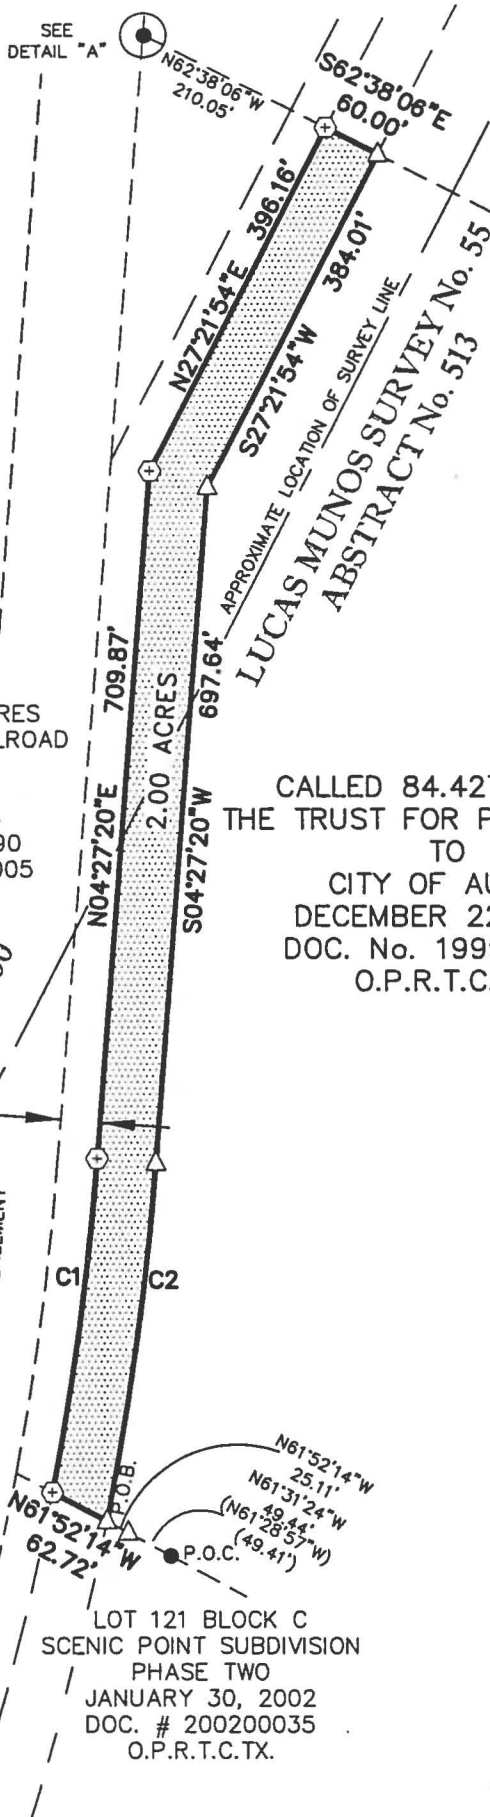 SEE
DETAIL "A"
N62°38'06"W
210.05'
S62°38'06"E
60.00'
N27°21'54"E 396.16'
S27°21'54"W 384.01'
APPROXIMATE LOCATION OF SURVEY LINE
LUCAS MUNOS SURVEY No. 55
ABSTRACT No. 513
N04°27'20"E 709.87'
2.00 ACRES
S04°27'20"W 697.64'
RES
LROAD
90
005
CALLED 84.427
THE TRUST FOR P
TO
CITY OF AU
DECEMBER 22
DOC. No. 199
O.P.R.T.C.
C1
C2
P.O.B.
N61°52'14"W
62.72'
N61°52'14"W
25.11'
N61°31'24"W
49.44'
(N61°28'57"W)
(49.41')
P.O.C.
LOT 121 BLOCK C
SCENIC POINT SUBDIVISION
PHASE TWO
JANUARY 30, 2002
DOC. # 200200035
O.P.R.T.C.TX.